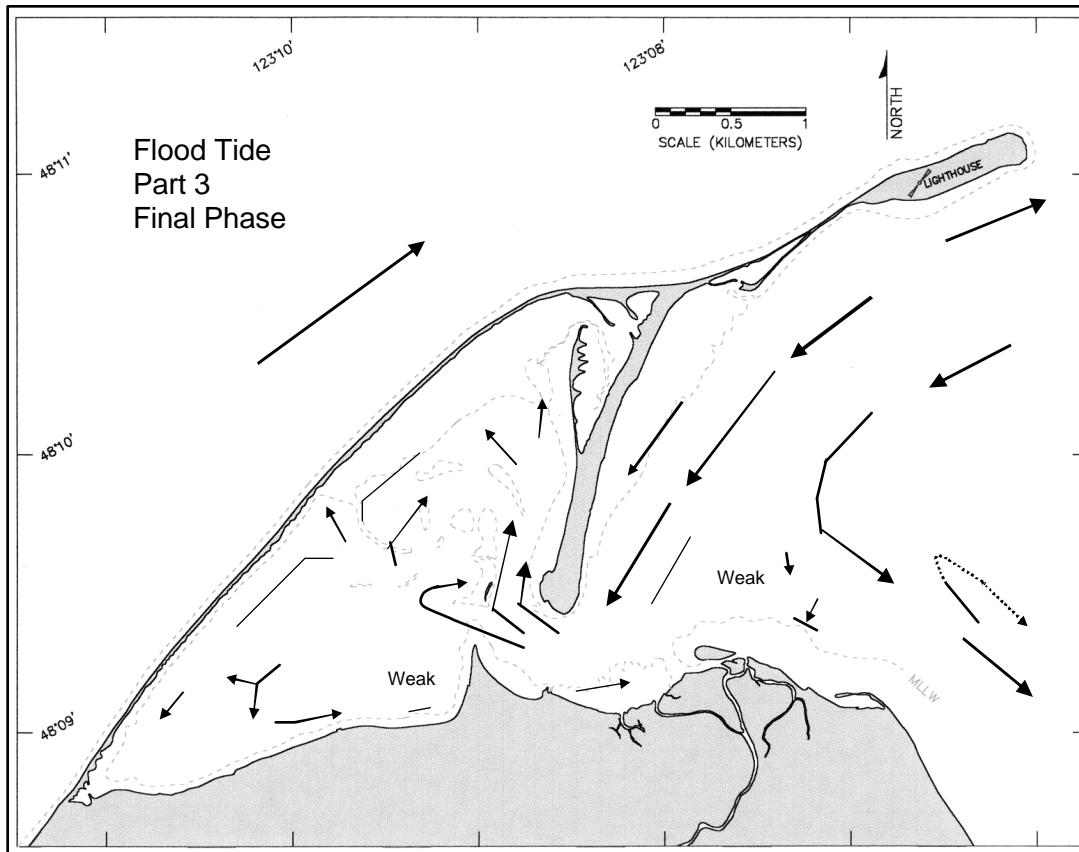 123°10'
123°08'
NORTH
0 0.5 1
SCALE (KILOMETERS)
Flood Tide
Part 3
Final Phase
48°11'
LIGHTHOUSE
48°10'
Weak
Weak
MLLW
48°09'